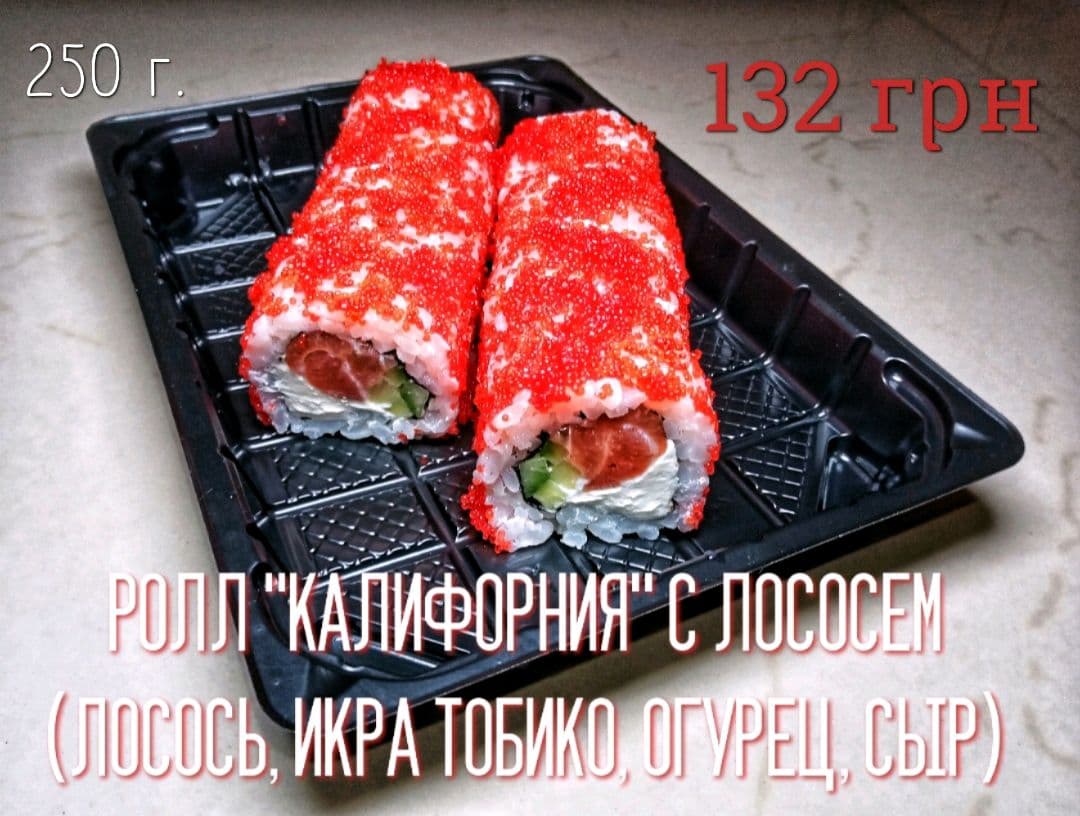 250 г.
132 грн
РОЛЛ "КАЛИФОРНИЯ" С ЛОСОСЕМ
(ЛОСОСЬ, ИКРА ТОБИКО, ОГУРЕЦ, СЫР)